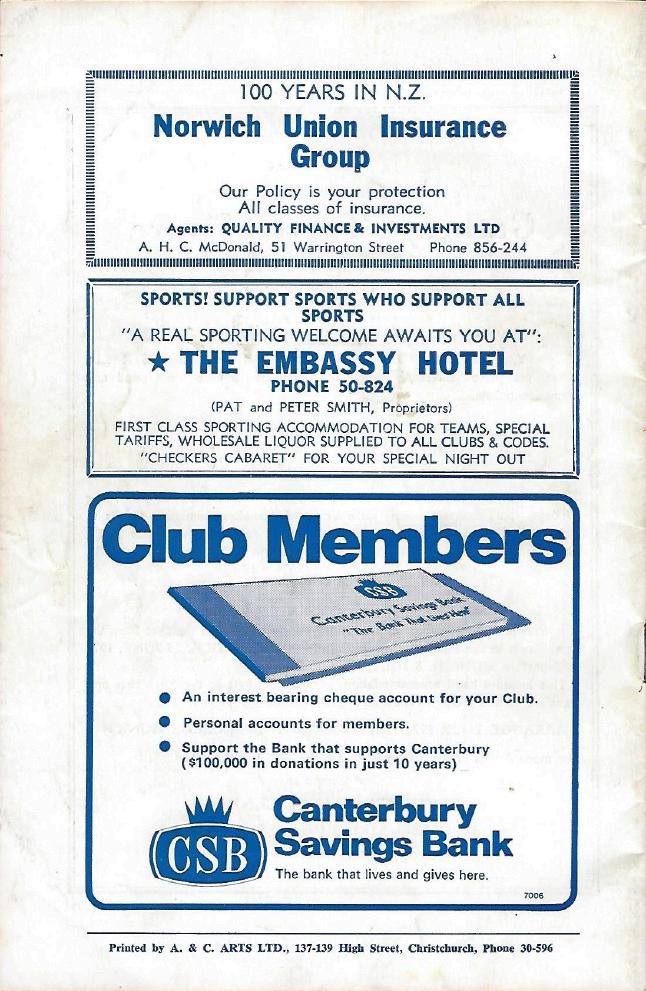 100 YEARS IN N.Z.
Norwich Union Insurance
Group
Our Policy is your protection
All classes of insurance.
Agents: QUALITY FINANCE & INVESTMENTS LTD
A. H. C. McDonald, 51 Warrington Street Phone 856-244
SPORTS! SUPPORT SPORTS WHO SUPPORT ALL
SPORTS
"A REAL SPORTING WELCOME AWAITS YOU AT":
★ THE EMBASSY HOTEL
PHONE 50-824
(PAT and PETER SMITH, Proprietors)
FIRST CLASS SPORTING ACCOMMODATION FOR TEAMS, SPECIAL
TARIFFS, WHOLESALE LIQUOR SUPPLIED TO ALL CLUBS & CODES.
"CHECKERS CABARET" FOR YOUR SPECIAL NIGHT OUT
Club Members
CSB
Canterbury Savings Bank
"The Bank That Lives Here"
● An interest bearing cheque account for your Club.
● Personal accounts for members.
● Support the Bank that supports Canterbury
($100,000 in donations in just 10 years)
CSB
Canterbury
Savings Bank
The bank that lives and gives here.
7006
Printed by A. & C. ARTS LTD., 137-139 High Street, Christchurch, Phone 30-596